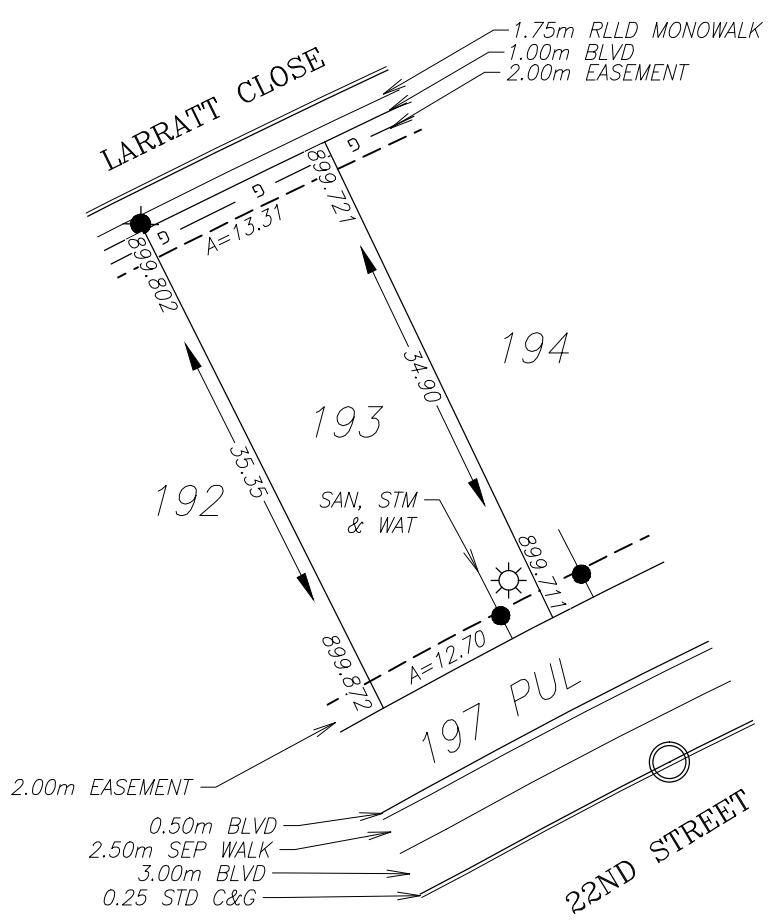 1.75m RLLD MONOWALK
1.00m BLVD
2.00m EASEMENT
LARRATT CLOSE
G
G
G
899.721
A=13.31
899.802
194
34.90
193
35.35
192
SAN, STM
& WAT
899.711
A=12.70
899.872
197 PUL
2.00m EASEMENT
0.50m BLVD
2.50m SEP WALK
3.00m BLVD
0.25 STD C&G
22ND STREET